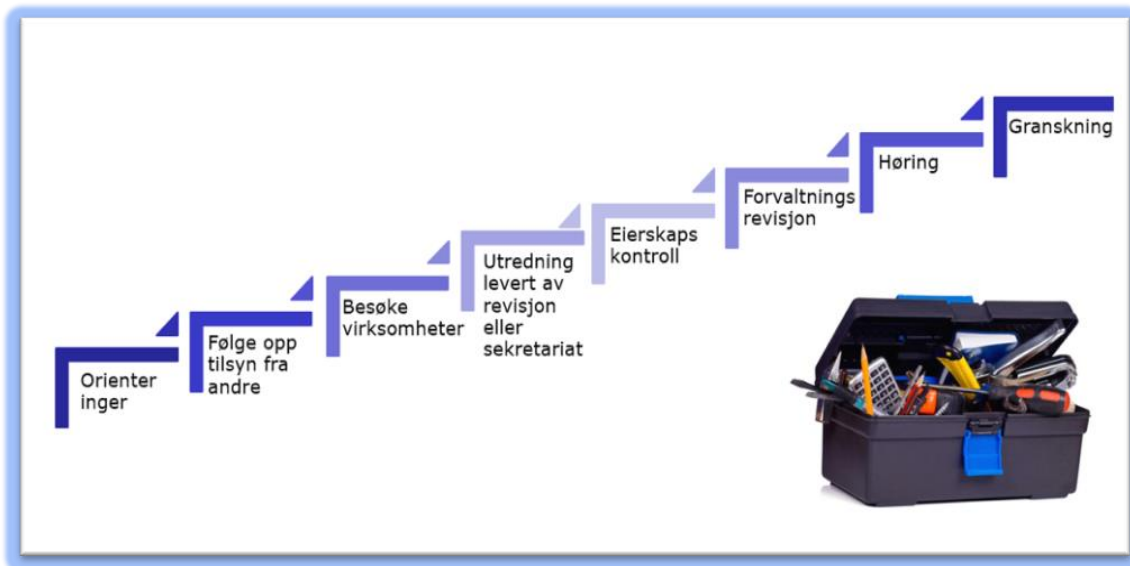 Orienter
inger
Følge opp
tilsyn fra
andre
Besøke
virksomheter
Utredning
levert av
revisjon
eller
sekretariat
Eierskaps
kontroll
Forvaltnings
revisjon
Høring
Granskning